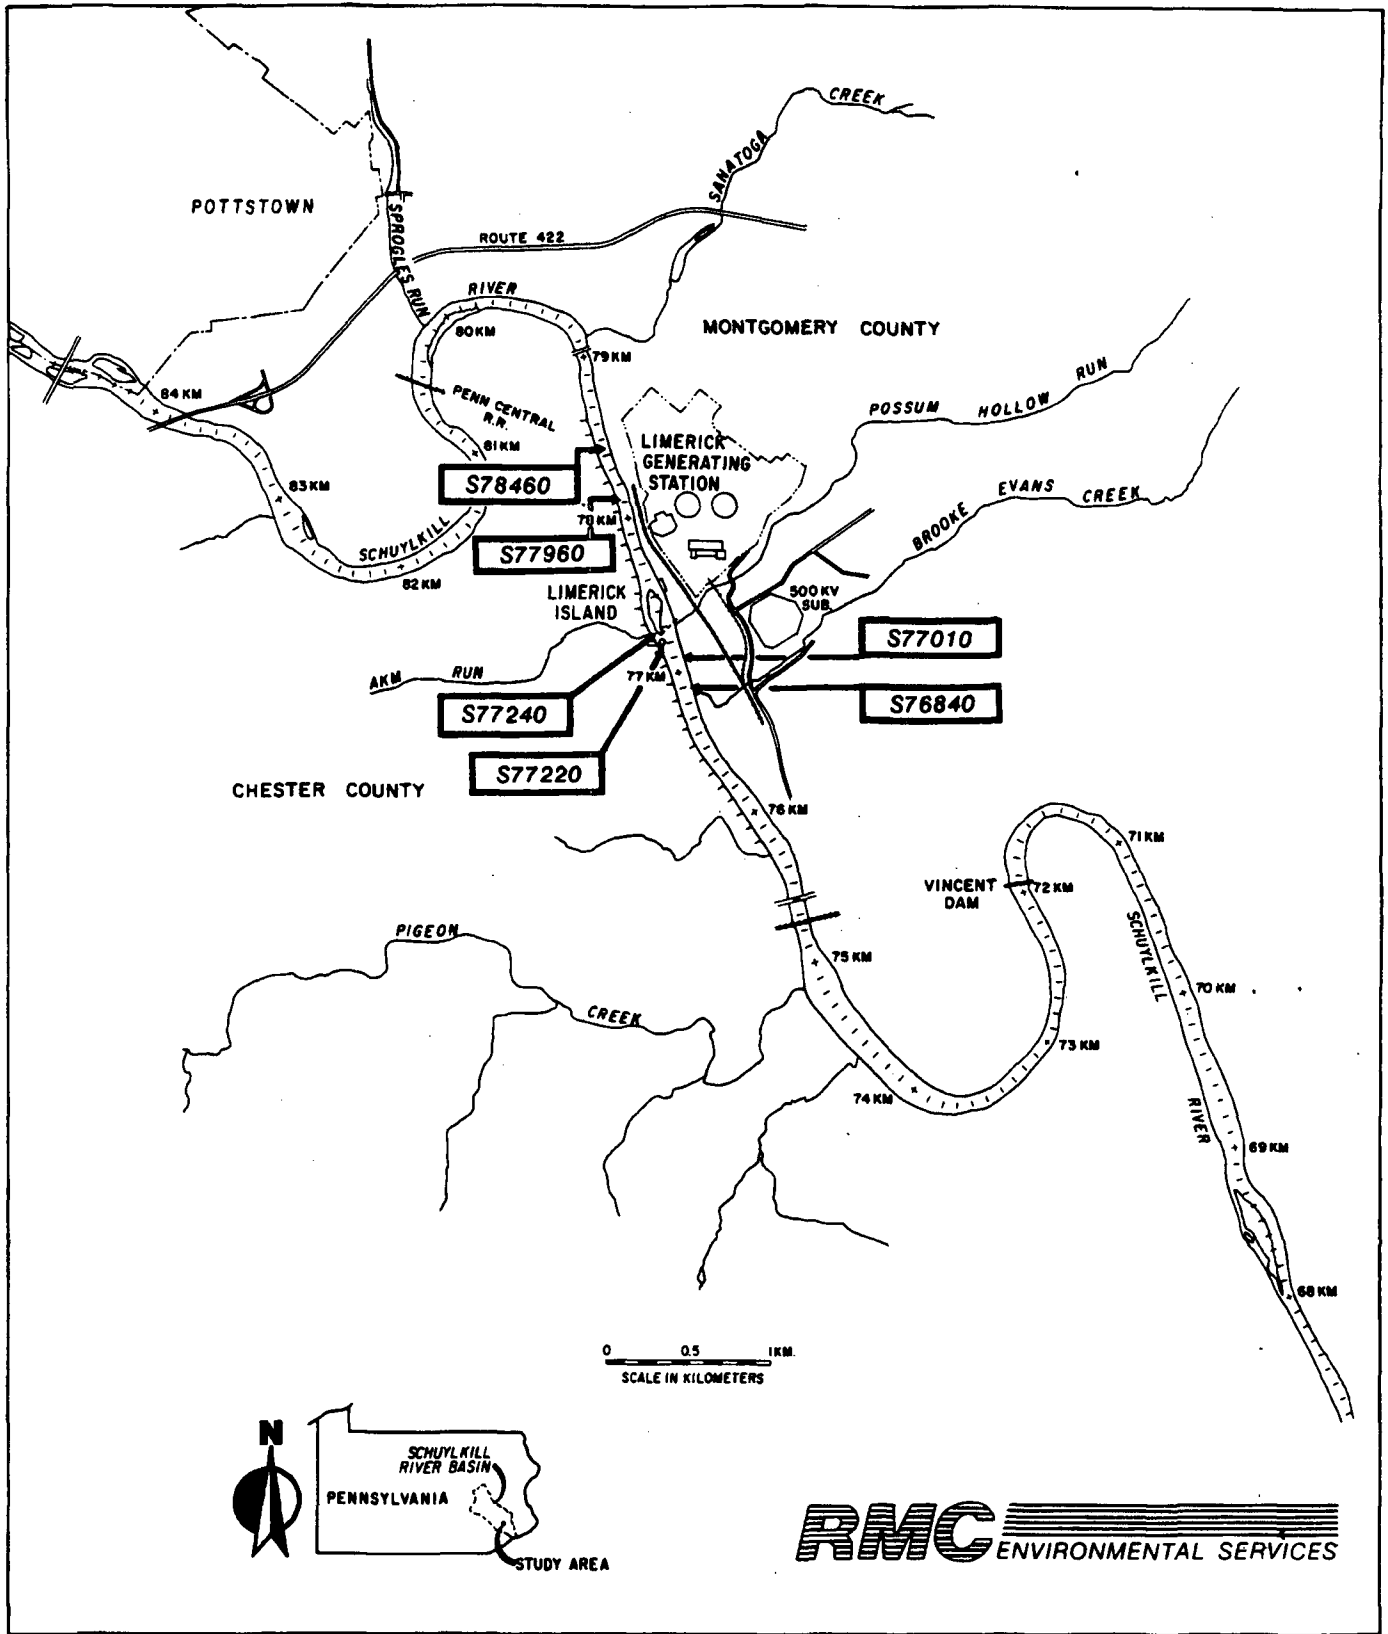 CREEK
SANATOGA
POTTSTOWN
SPROGLES RUN
ROUTE 422
RIVER
80 KM
MONTGOMERY COUNTY
79 KM
84 KM
PENN CENTRAL
R.R.
POSSUM HOLLOW RUN
81 KM
LIMERICK
GENERATING
STATION
S78460
83 KM
78 KM
EVANS CREEK
BROOKE
SCHUYLKILL
S77960
82 KM
LIMERICK
ISLAND
500 KV
SUB.
S77010
AKM RUN
77 KM
S76840
S77240
S77220
CHESTER COUNTY
76 KM
71 KM
VINCENT
DAM
72 KM
PIGEON
SCHUYLKILL
75 KM
70 KM
CREEK
73 KM
74 KM
RIVER
69 KM
68 KM
0 0.5 1 KM.
SCALE IN KILOMETERS
N
SCHUYLKILL
RIVER BASIN
PENNSYLVANIA
STUDY AREA
RMC
ENVIRONMENTAL SERVICES